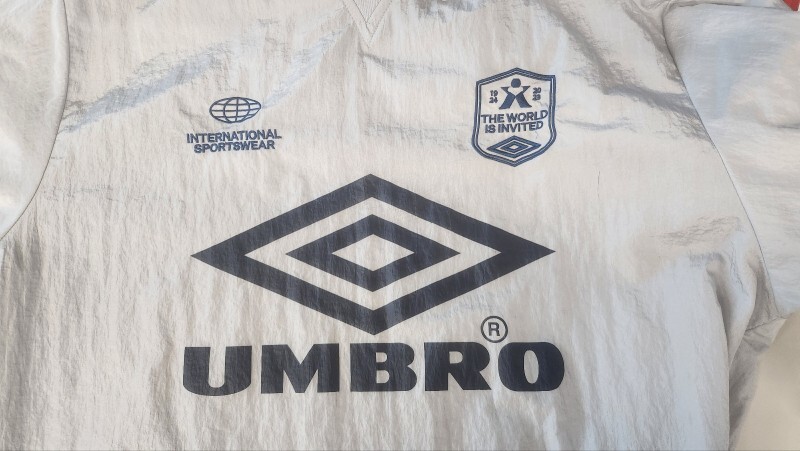 INTERNATIONAL
SPORTSWEAR
19 20
24 23
THE WORLD
IS INVITED
®
UMBRO